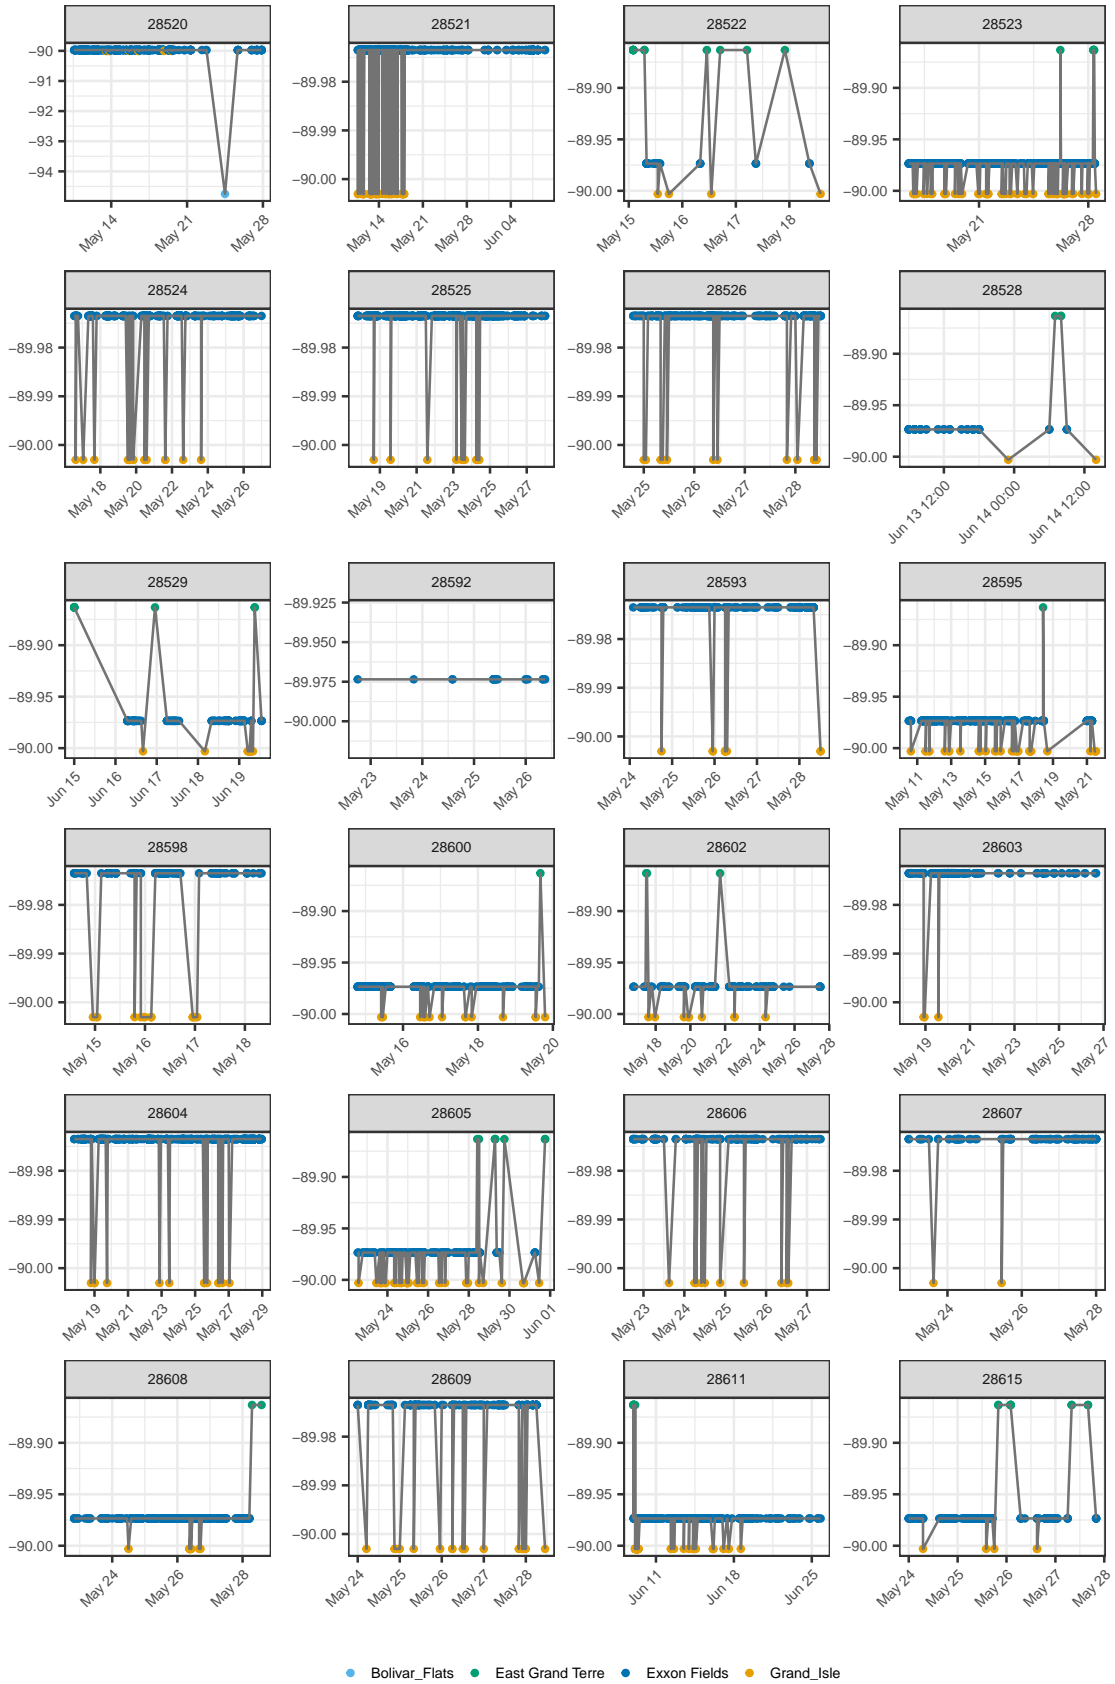 28520 28521 28522 28523
−90
−91
−92
−93
−94
May 14 May 21 May 28
−89.98
−89.99
−90.00
May 14 May 21 May 28 Jun 04
−89.90
−89.95
−90.00
May 15 May 16 May 17 May 18
−89.90
−89.95
−90.00
May 21 May 28
28524 28525 28526 28528
−89.98
−89.99
−90.00
May 18 May 20 May 22 May 24 May 26
−89.98
−89.99
−90.00
May 19 May 21 May 23 May 25 May 27
−89.98
−89.99
−90.00
May 25 May 26 May 27 May 28
−89.90
−89.95
−90.00
Jun 13 12:00 Jun 14 00:00 Jun 14 12:00
28529 28592 28593 28595
−89.90
−89.95
−90.00
Jun 15 Jun 16 Jun 17 Jun 18 Jun 19
−89.925
−89.950
−89.975
−90.000
May 23 May 24 May 25 May 26
−89.98
−89.99
−90.00
May 24 May 25 May 26 May 27 May 28
−89.90
−89.95
−90.00
May 11 May 13 May 15 May 17 May 19 May 21
28598 28600 28602 28603
−89.98
−89.99
−90.00
May 15 May 16 May 17 May 18
−89.90
−89.95
−90.00
May 16 May 18 May 20
−89.90
−89.95
−90.00
May 18 May 20 May 22 May 24 May 26 May 28
−89.98
−89.99
−90.00
May 19 May 21 May 23 May 25 May 27
28604 28605 28606 28607
−89.98
−89.99
−90.00
May 19 May 21 May 23 May 25 May 27 May 29
−89.90
−89.95
−90.00
May 24 May 26 May 28 May 30 Jun 01
−89.98
−89.99
−90.00
May 23 May 24 May 25 May 26 May 27
−89.98
−89.99
−90.00
May 24 May 26 May 28
28608 28609 28611 28615
−89.90
−89.95
−90.00
May 24 May 26 May 28
−89.98
−89.99
−90.00
May 24 May 25 May 26 May 27 May 28
−89.90
−89.95
−90.00
Jun 11 Jun 18 Jun 25
−89.90
−89.95
−90.00
May 24 May 25 May 26 May 27 May 28
Bolivar_Flats East Grand Terre Exxon Fields Grand_Isle